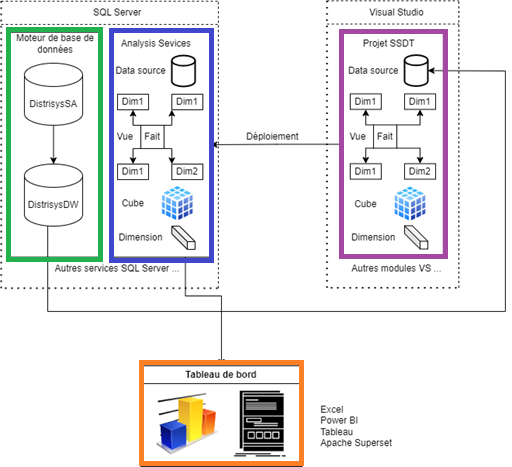 SQL Server
Visual Studio
Moteur de base de
données
DistrisysSA
DistrisysDW
Analysis Sevices
Data source
Dim1
Dim1
Vue
Fait
Dim1
Dim2
Cube
Dimension
Déploiement
Projet SSDT
Data source
Dim1
Dim1
Vue
Fait
Dim1
Dim2
Cube
Dimension
Autres services SQL Server ...
Autres modules VS ...
Tableau de bord
Excel
Power BI
Tableau
Apache Superset